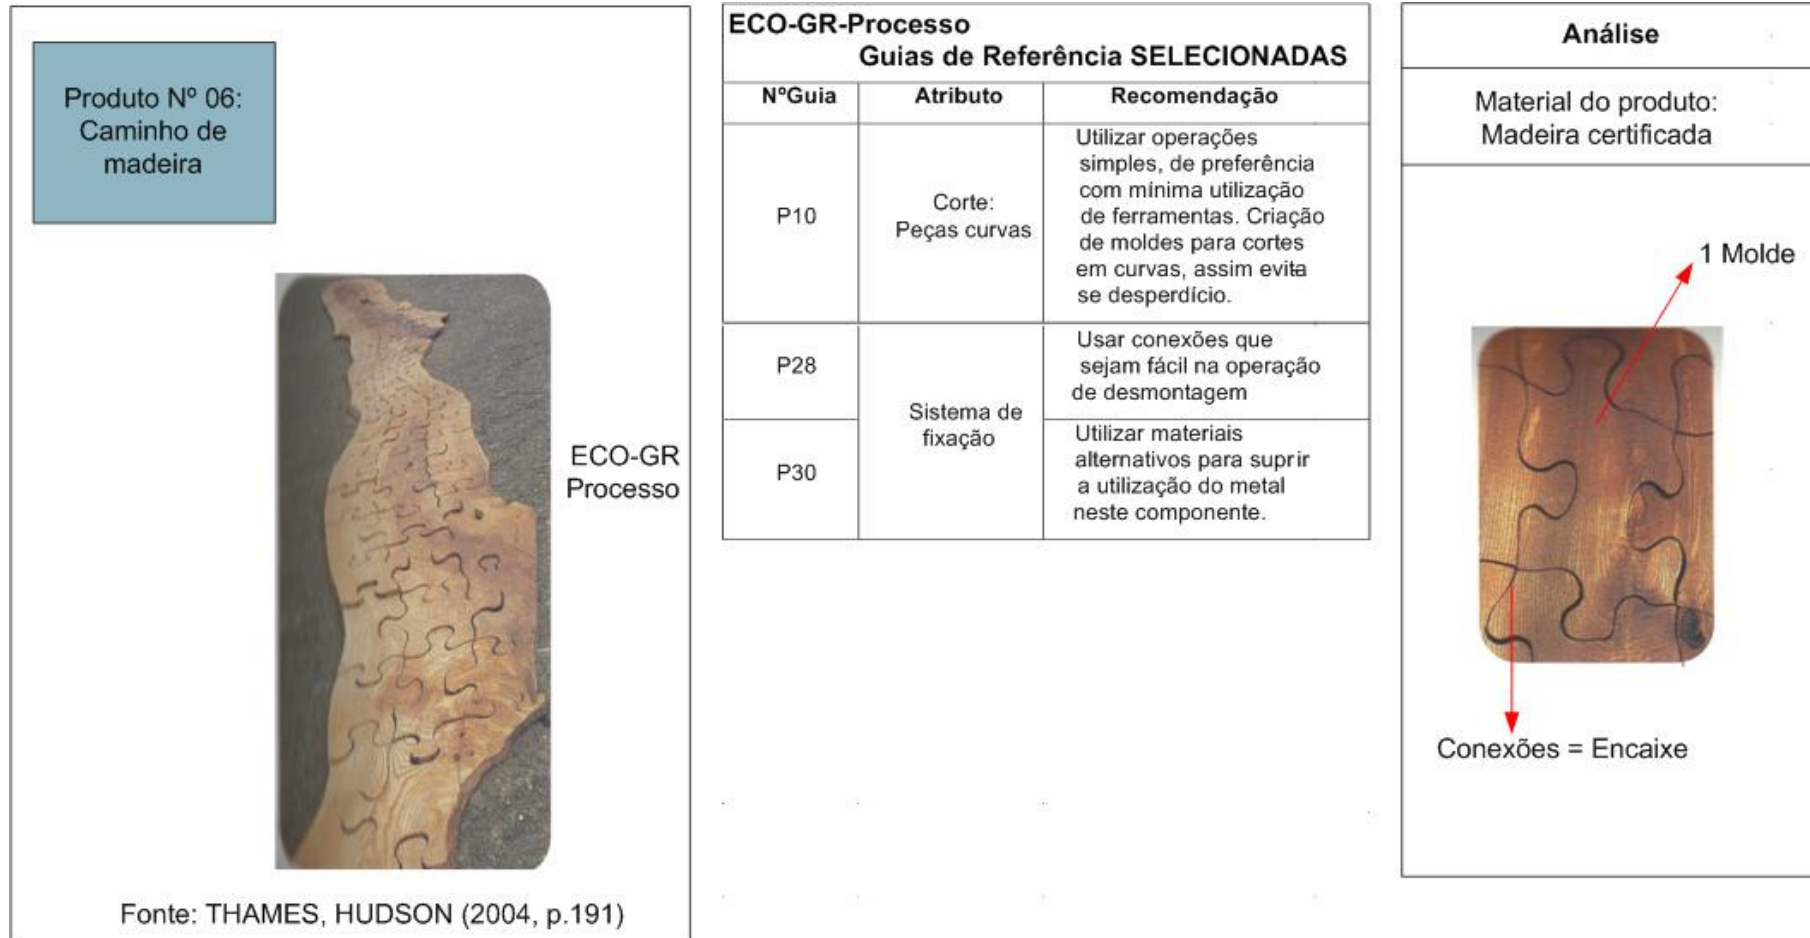 Produto Nº 06:
Caminho de
madeira
ECO-GR
Processo
Fonte: THAMES, HUDSON (2004, p.191)
ECO-GR-Processo
Guias de Referência SELECIONADAS
NºGuia
Atributo
Recomendação
P10
Corte:
Peças curvas
Utilizar operações
simples, de preferência
com mínima utilização
de ferramentas. Criação
de moldes para cortes
em curvas, assim evita
se desperdício.
P28
Sistema de
fixação
Usar conexões que
sejam fácil na operação
de desmontagem
P30
Utilizar materiais
alternativos para suprir
a utilização do metal
neste componente.
Análise
Material do produto:
Madeira certificada
1 Molde
Conexões = Encaixe